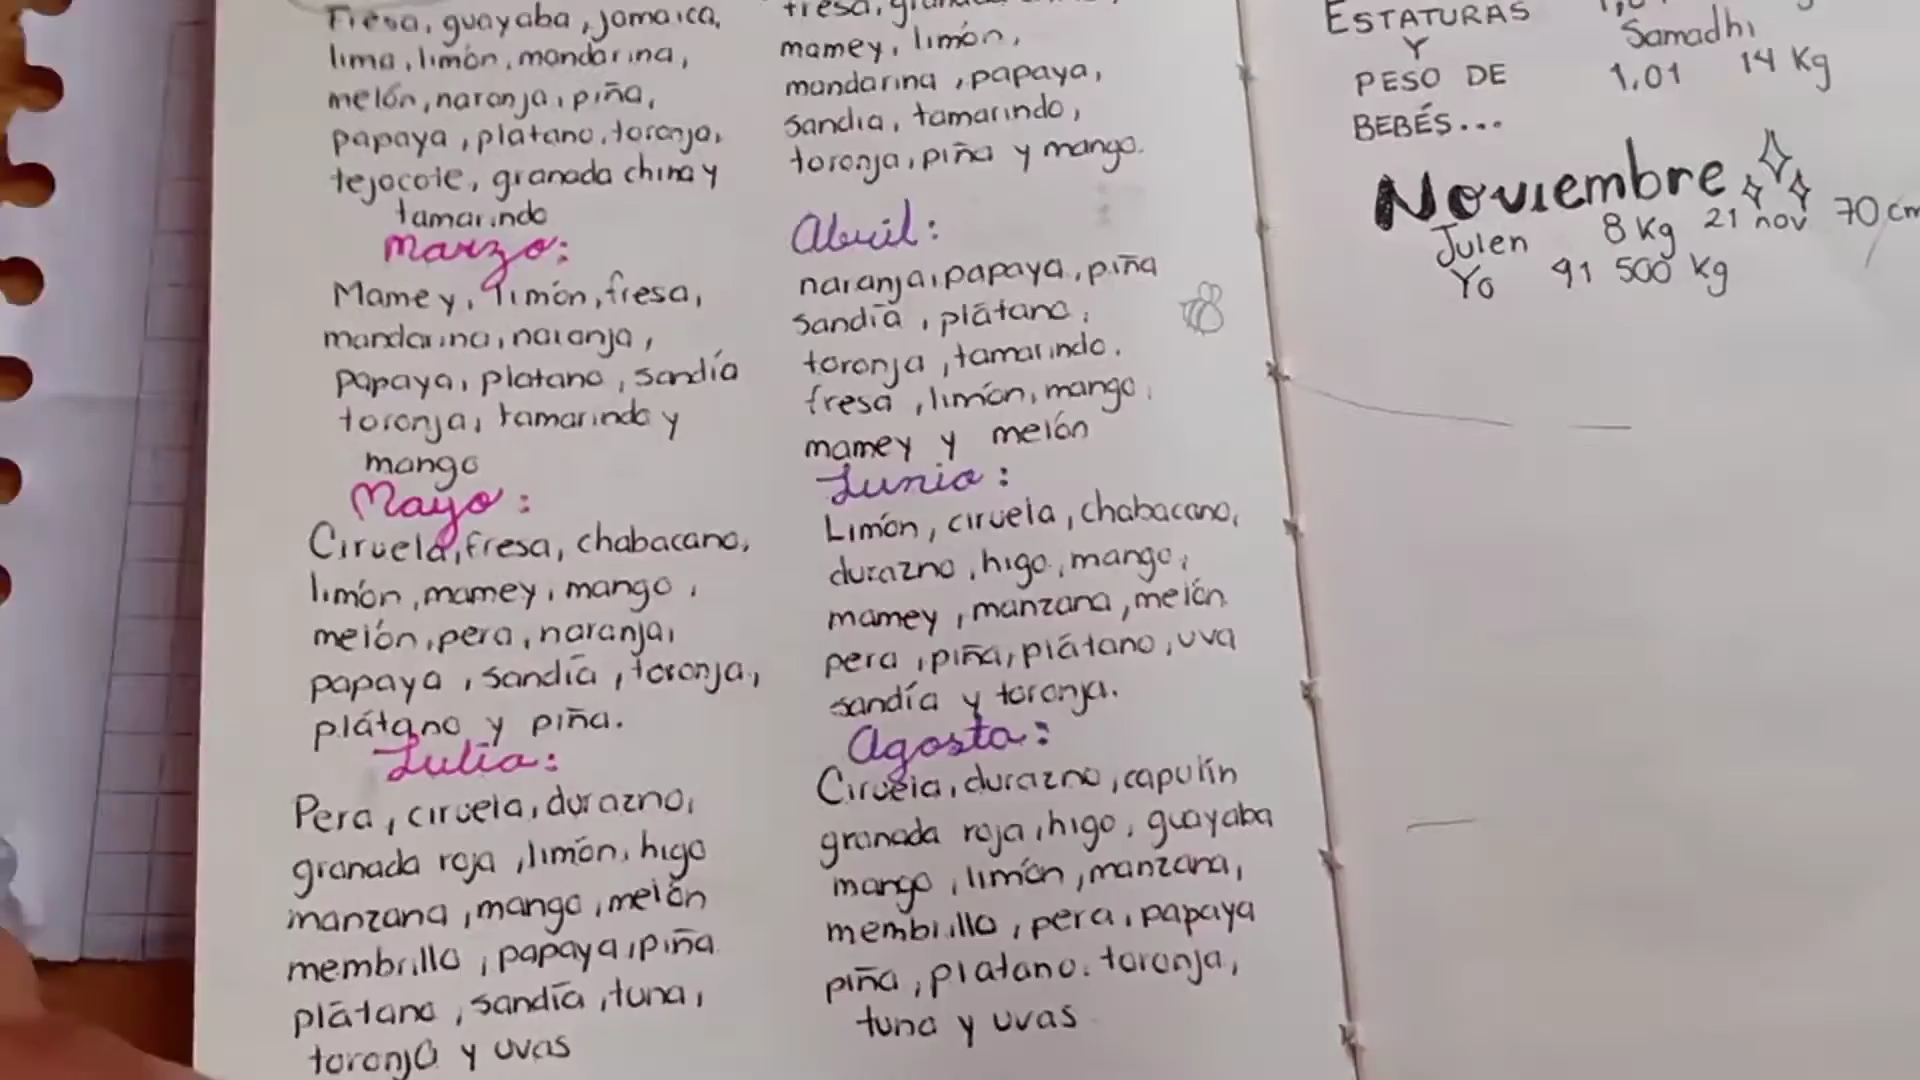 Fresa, guayaba, jamaica,
lima, limón, mandarina,
melón, naranja, piña,
papaya, platano, toronja,
tejocote, granada china y
tamarindo
Marzo:
Mamey, limón, fresa,
mandarina, naranja,
papaya, platano, sandía
toronja, tamarindo y
mango
Mayo:
Ciruela, fresa, chabacano,
limón, mamey, mango,
melón, pera, naranja,
papaya, sandía, toronja,
plátano y piña.
Julio:
Pera, ciruela, durazno,
granada roja, limón, higo
manzana, mango, melón
membrillo, papaya, piña
plátano, sandía, tuna,
toronja y uvas
fresa,
mamey, limón,
mandarina, papaya,
sandia, tamarindo,
toronja, piña y mango.
Abril:
naranja, papaya, piña
sandía, plátano,
toronja, tamarindo.
fresa, limón, mango,
mamey y melón
Junio:
Limón, ciruela, chabacano,
durazno, higo, mango,
mamey, manzana, melón
pera, piña, plátano, uva
sandía y toronja.
Agosto:
Ciruela, durazno, capulín
granada roja, higo, guayaba
mango, limón, manzana,
membrillo, pera, papaya
piña, platano. toronja,
tuna y uvas
ESTATURAS
Y
PESO DE
BEBÉS...
Samadhi
1,01 14 Kg
Noviembre
Julen 8 Kg 21 nov 70 cm
Yo 91 500 Kg